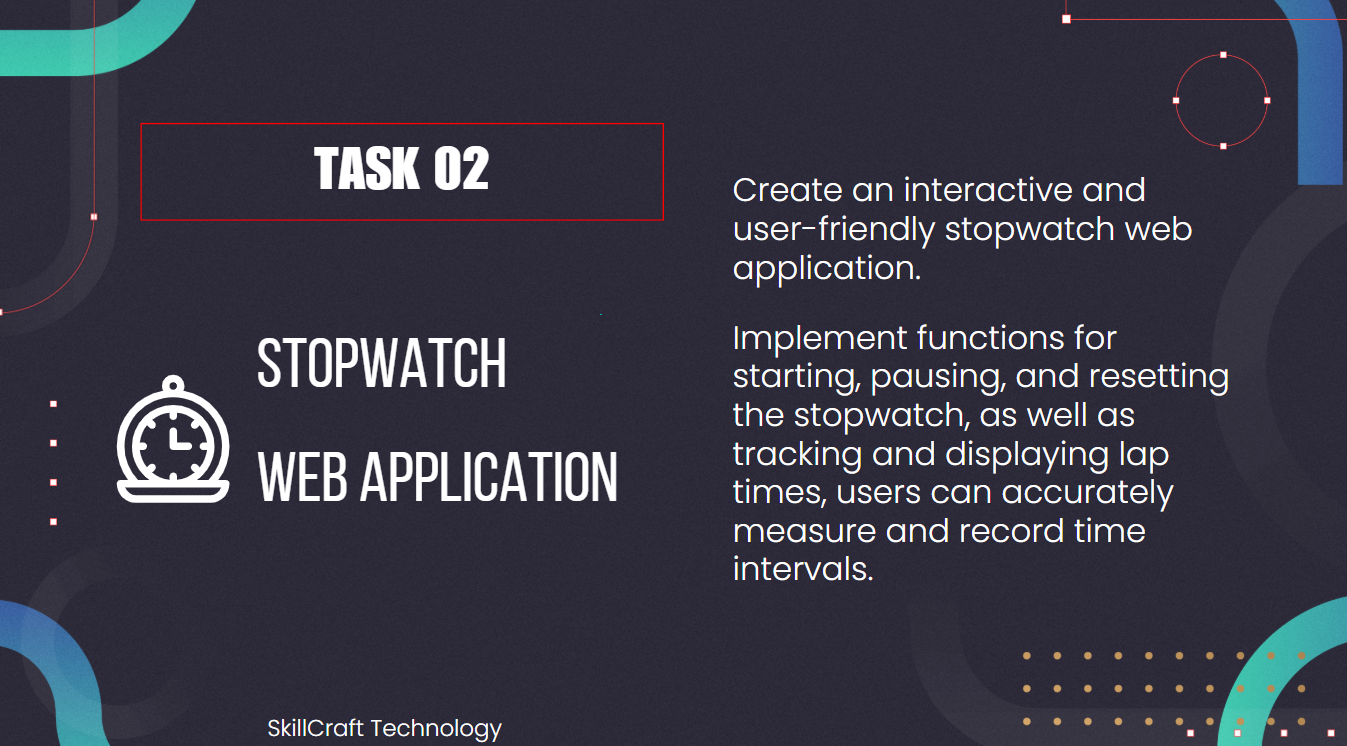 TASK 02
STOPWATCH
WEB APPLICATION
Create an interactive and
user-friendly stopwatch web
application.
Implement functions for
starting, pausing, and resetting
the stopwatch, as well as
tracking and displaying lap
times, users can accurately
measure and record time
intervals.
SkillCraft Technology